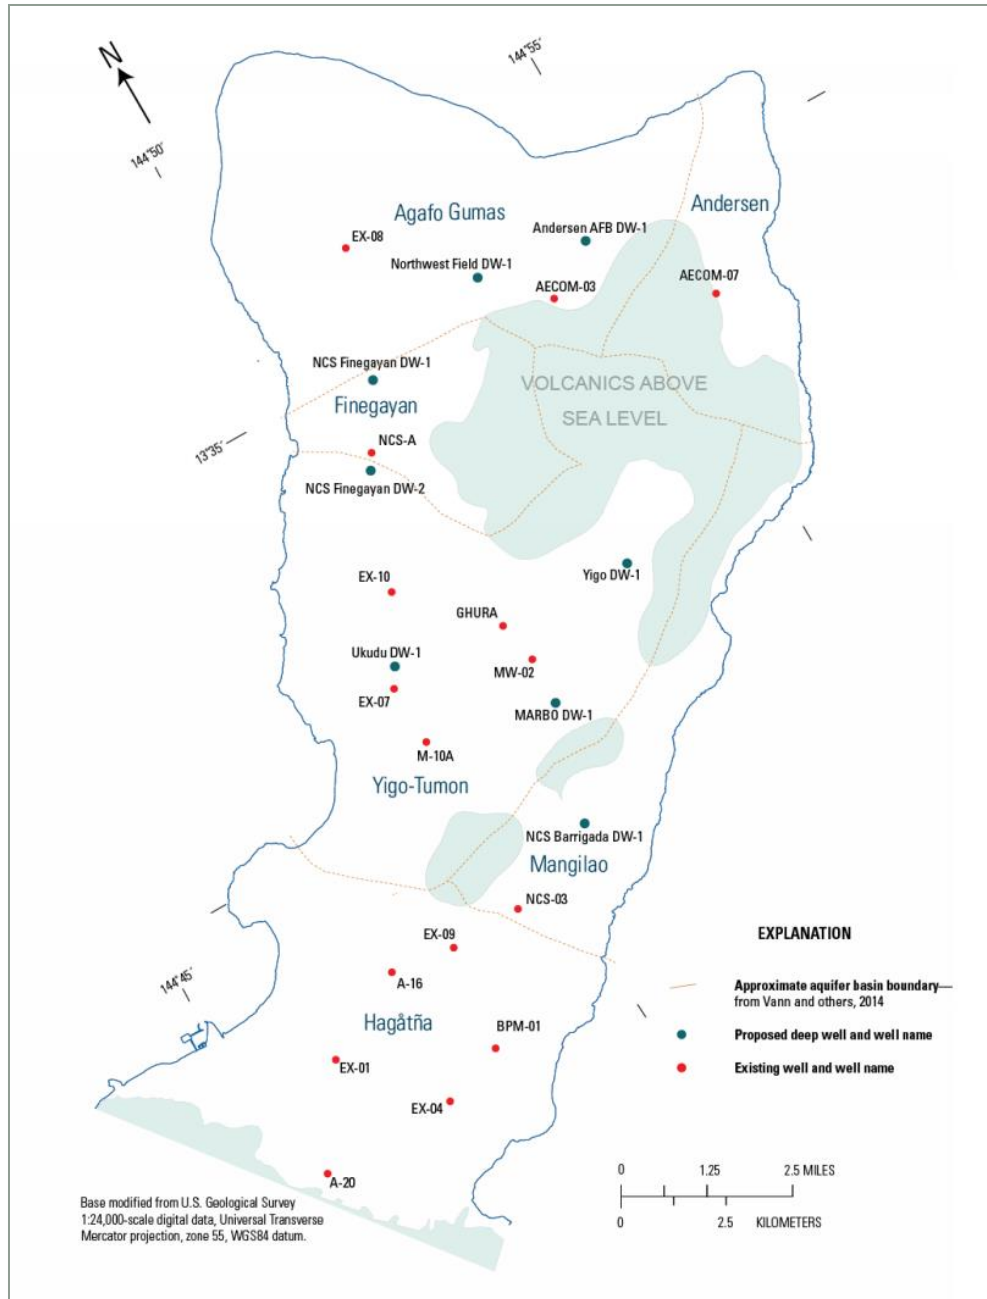 N
144°55'
144°50'
Andersen
Agafo Gumas
Andersen AFB DW-1
EX-08
Northwest Field DW-1
AECOM-03
AECOM-07
NCS Finegayan DW-1
VOLCANICS ABOVE
SEA LEVEL
Finegayan
13°35'
NCS-A
NCS Finegayan DW-2
EX-10
Yigo DW-1
GHURA
Ukudu DW-1
MW-02
EX-07
MARBO DW-1
M-10A
Yigo-Tumon
NCS Barrigada DW-1
Mangilao
NCS-03
EX-09
144°45'
A-16
Hagåtña
BPM-01
EX-01
EX-04
A-20
EXPLANATION
Approximate aquifer basin boundary—
from Vann and others, 2014
Proposed deep well and well name
Existing well and well name
0 1.25 2.5 MILES
0 2.5 KILOMETERS
Base modified from U.S. Geological Survey
1:24,000-scale digital data, Universal Transverse
Mercator projection, zone 55, WGS84 datum.